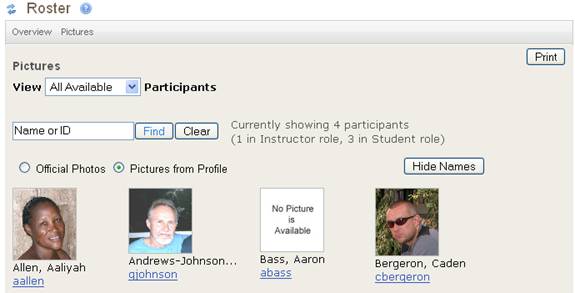 Roster ?
Overview Pictures
Print
Pictures
View All Available Participants
Name or ID Find Clear Currently showing 4 participants
(1 in Instructor role, 3 in Student role)
Official Photos Pictures from Profile Hide Names
No Picture
is
Available
Allen, Aaliyah Andrews-Johnson... Bass, Aaron Bergeron, Caden
aallen gjohnson abass cbergeron